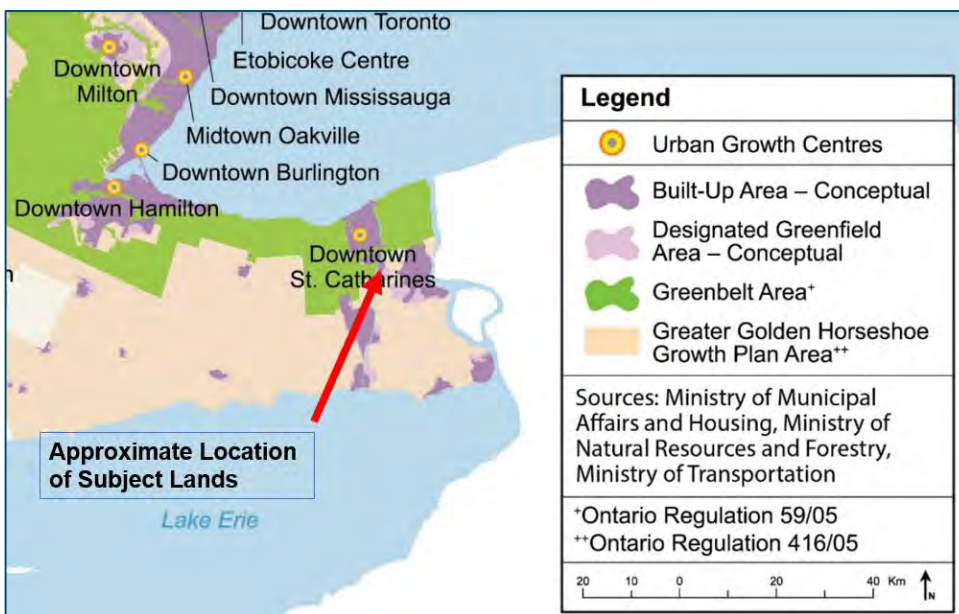 Downtown Toronto
Etobicoke Centre
Downtown
Milton
Downtown Mississauga
Midtown Oakville
Downtown Burlington
Downtown Hamilton
Downtown
St. Catharines
n
Approximate Location
of Subject Lands
Lake Erie
Legend
Urban Growth Centres
Built-Up Area – Conceptual
Designated Greenfield
Area – Conceptual
Greenbelt Area+
Greater Golden Horseshoe
Growth Plan Area++
Sources: Ministry of Municipal
Affairs and Housing, Ministry of
Natural Resources and Forestry,
Ministry of Transportation
+Ontario Regulation 59/05
++Ontario Regulation 416/05
20 10 0 20 40 Km
N